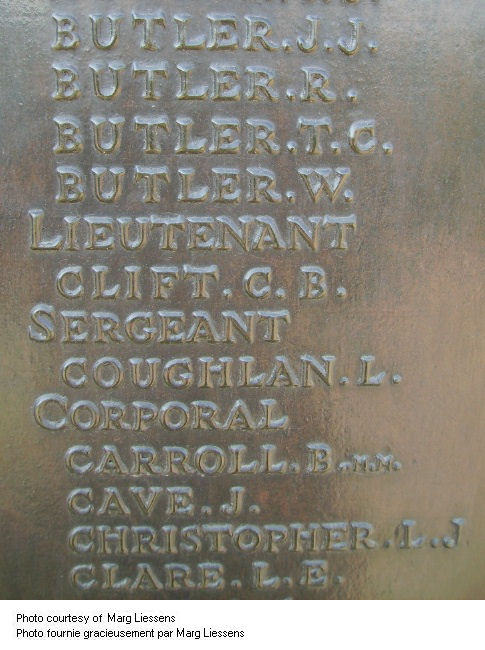 BUTLER. J. J.
BUTLER. R.
BUTLER. T. C.
BUTLER. W.
LIEUTENANT
CLIFT. C. B.
SERGEANT
COUGHLAN. L.
CORPORAL
CARROLL. B. M.M.
CAVE. J.
CHRISTOPHER. L. J
CLARE. L. E.
Photo courtesy of Marg Liessens
Photo fournie gracieusement par Marg Liessens